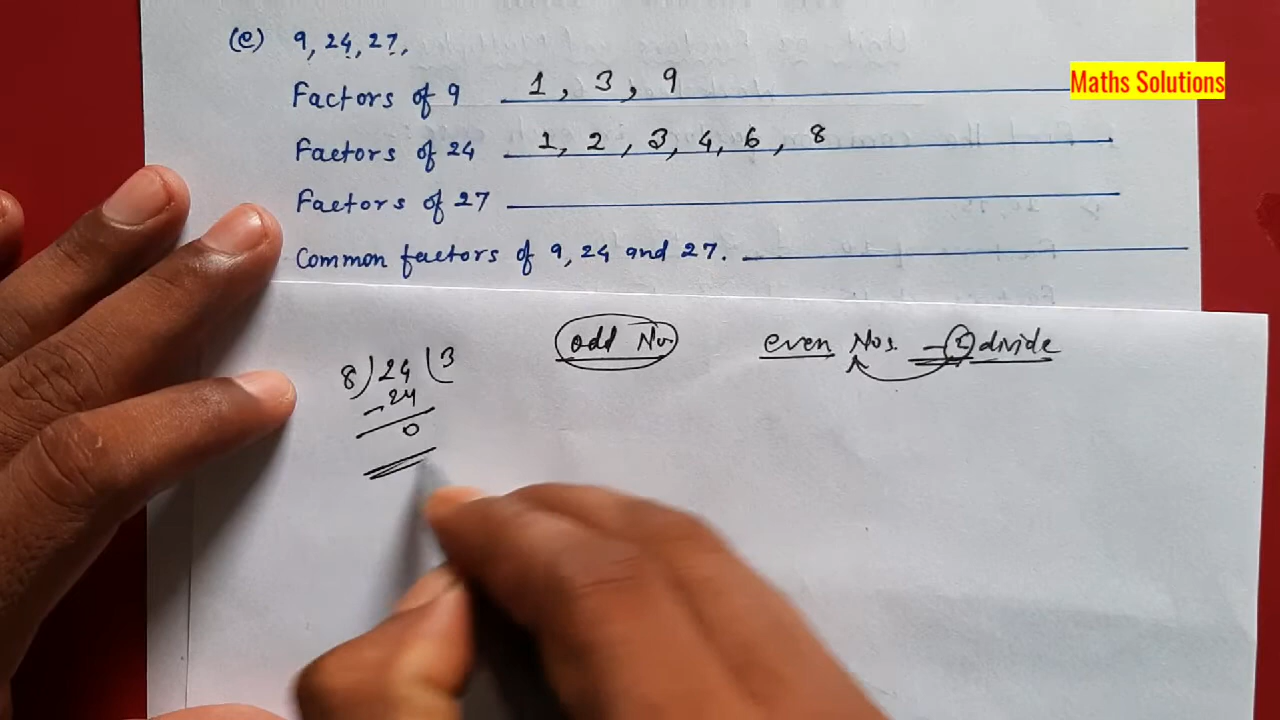 (e) 9, 24, 27,
Maths Solutions
Factors of 9 1, 3, 9
Factors of 24 1, 2, 3, 4, 6, 8
Factors of 27
Common factors of 9, 24 and 27.
odd No. even Nos. - 2 divide
8) 24 (3
- 24
0